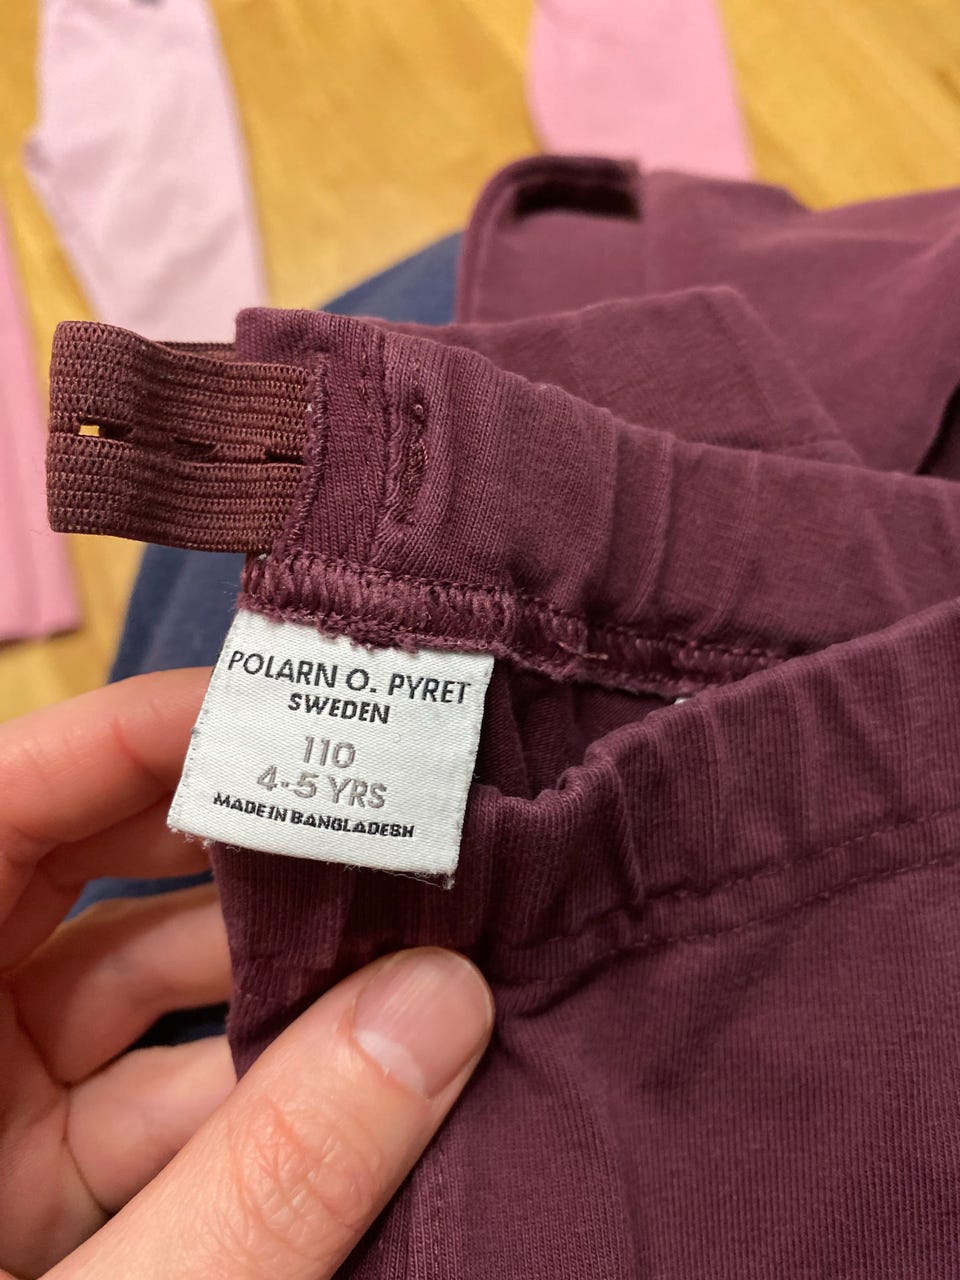 POLARN O. PYRET
SWEDEN
110
4-5 YRS
MADE IN BANGLADESH